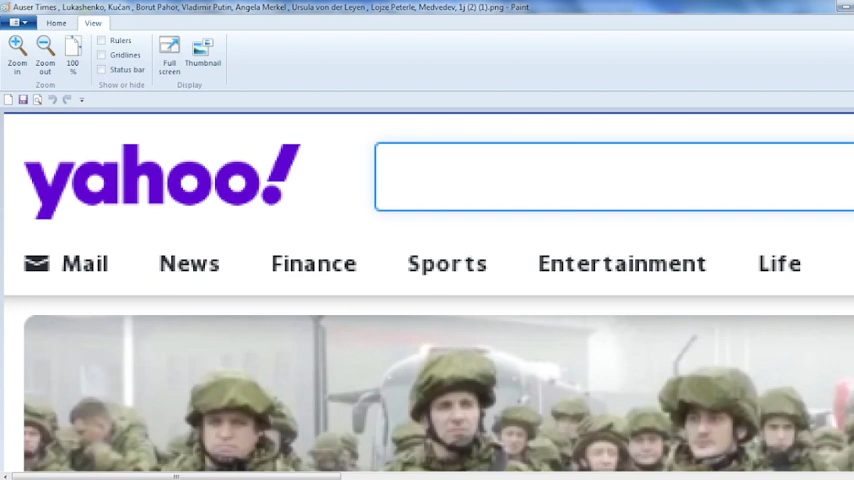 Auser Times , Lukashenko, Kučan , Borut Pahor, Vladimir Putin, Angela Merkel , Ursula von der Leyen , Lojze Peterle, Medvedev, 1j (2) (1).png - Paint
Home View
Zoom in
Zoom out
100 %
Rulers
Gridlines
Status bar
Full screen
Thumbnail
Zoom
Show or hide
Display
yahoo!
Mail News Finance Sports Entertainment Life